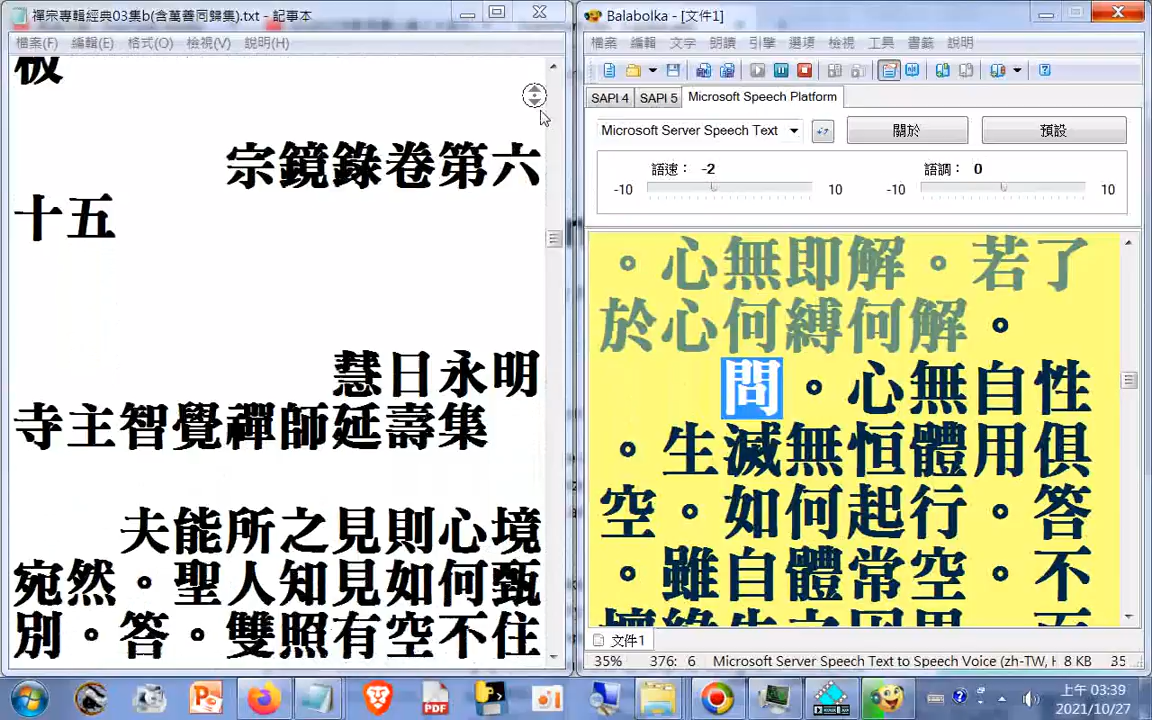 禪宗專輯經典03集b(含萬善同歸集).txt - 記事本
檔案(F) 編輯(E) 格式(O) 檢視(V) 說明(H)
板
宗鏡錄卷第六
十五
慧日永明
寺主智覺禪師延壽集
夫能所之見則心境
宛然。聖人知見如何甄
別。答。雙照有空不住
Balabolka - [文件1]
檔案 編輯 文字 朗讀 引擎 選項 檢視 工具 書籤 說明
SAPI 4 SAPI 5 Microsoft Speech Platform
Microsoft Server Speech Text 關於 預設
語速： -2 語調： 0
-10 10 -10 10
。心無即解。若了
於心何縛何解。
問。心無自性
。生滅無恒體用俱
空。如何起行。答
。雖自體常空。不
壞緣生之因果。而
文件1
35% 376: 6 Microsoft Server Speech Text to Speech Voice (zh-TW, H 8 KB 35
上午 03:39
2021/10/27